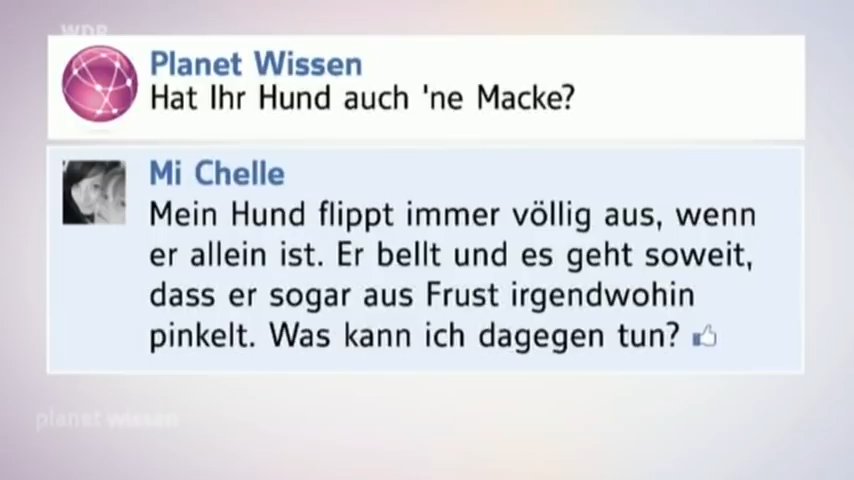 WDR
Planet Wissen
Hat Ihr Hund auch 'ne Macke?
Mi Chelle
Mein Hund flippt immer völlig aus, wenn
er allein ist. Er bellt und es geht soweit,
dass er sogar aus Frust irgendwohin
pinkelt. Was kann ich dagegen tun?
planet wissen